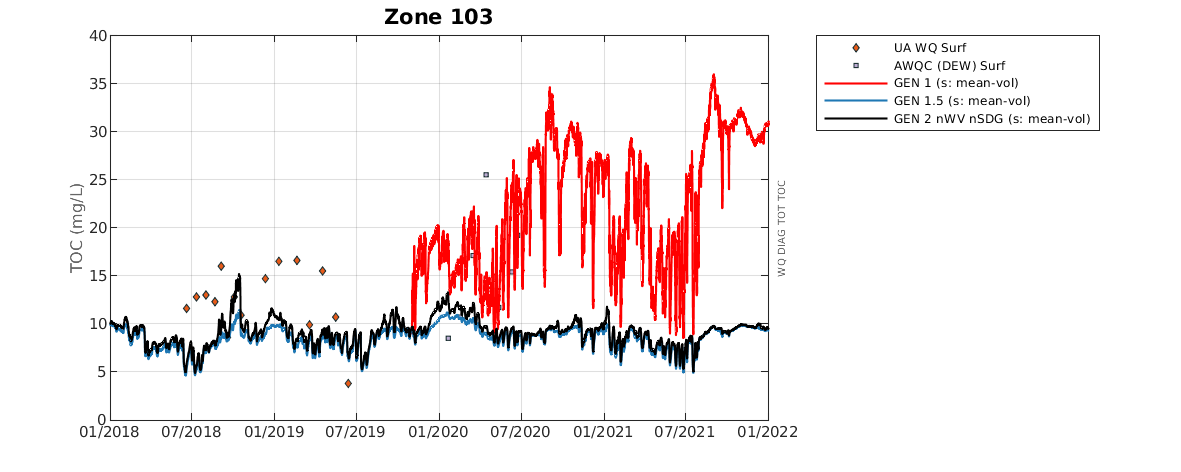 Zone 103
40
35
30
25
20
15
10
5
0
TOC (mg/L)
01/2018 07/2018 01/2019 07/2019 01/2020 07/2020 01/2021 07/2021 01/2022
WQ DIAG TOT TOC
UA WQ Surf
AWQC (DEW) Surf
GEN 1 (s: mean-vol)
GEN 1.5 (s: mean-vol)
GEN 2 nWV nSDG (s: mean-vol)